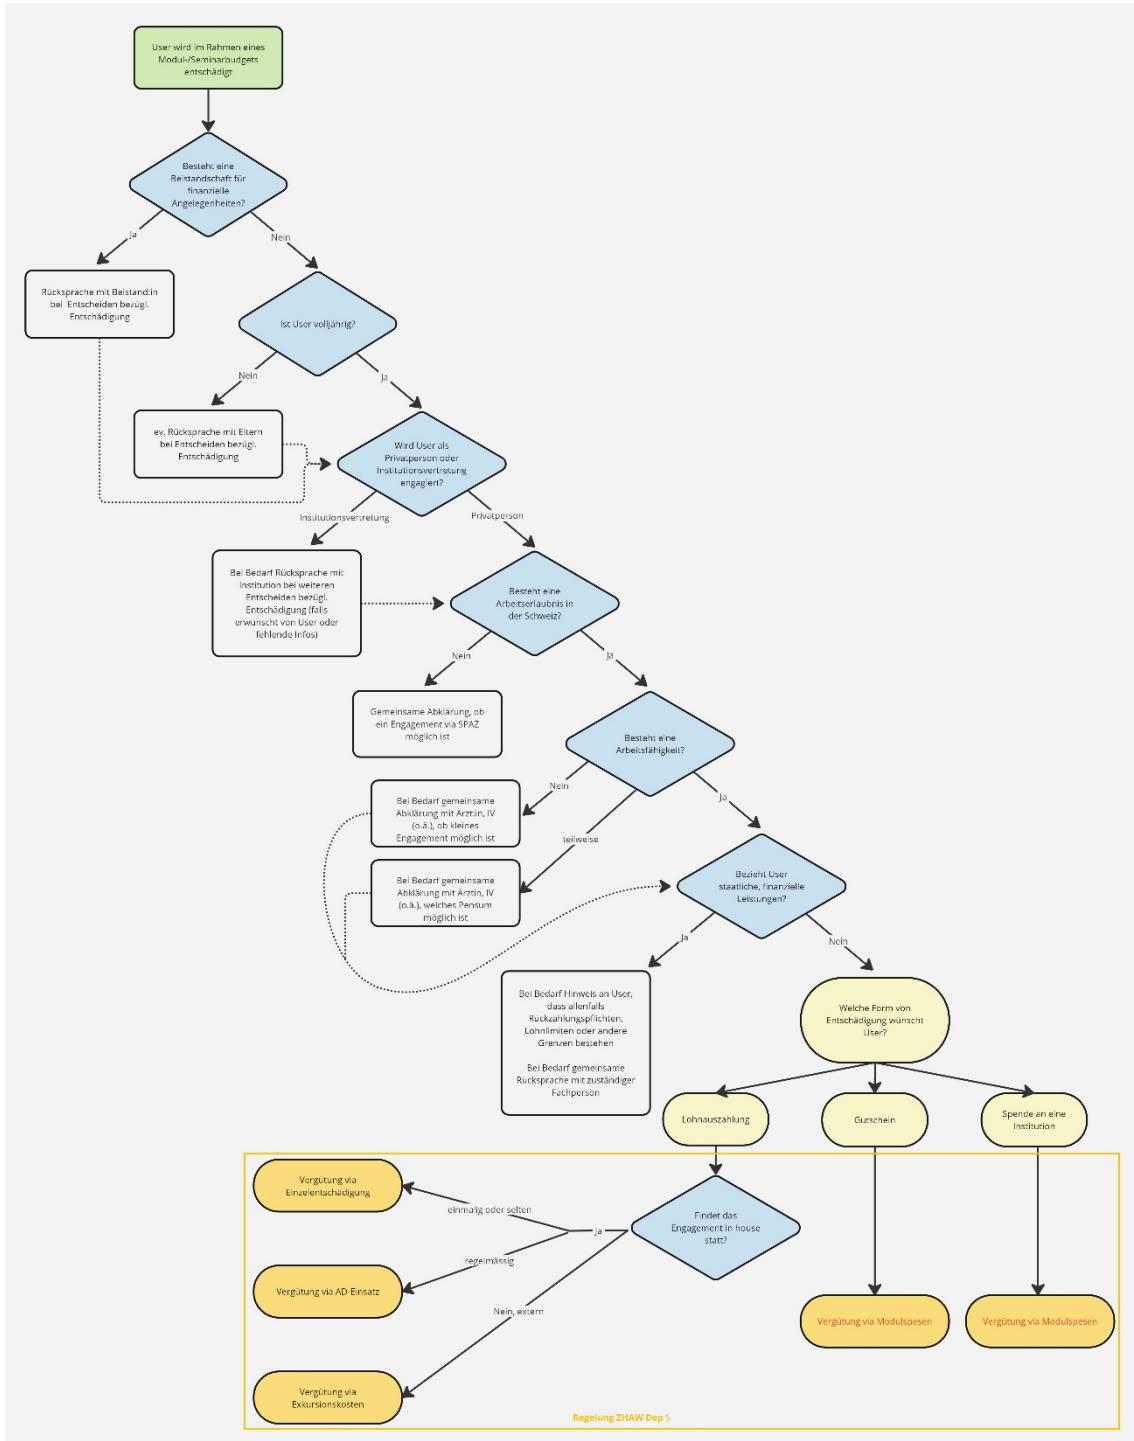 User wird im Rahmen eines
Modul-/Seminarbudgets
entschädigt
Besteht eine
Beistandschaft für
finanzielle
Angelegenheiten?
Ja
Nein
Rücksprache mit Beistand:in
bei Entscheiden bezügl.
Entschädigung
Ist User volljährig?
Nein
Ja
ev. Rücksprache mit Eltern
bei Entscheiden bezügl.
Entschädigung
Wird User als
Privatperson oder
Institutionsvertretung
engagiert?
Institutionsvertretung
Privatperson
Bei Bedarf Rücksprache mit
Institution bei weiteren
Entscheiden bezügl.
Entschädigung (falls
erwünscht von User oder
fehlende Infos)
Besteht eine
Arbeitserlaubnis in
der Schweiz?
Nein
Ja
Gemeinsame Abklärung, ob
ein Engagement via SPAZ
möglich ist
Besteht eine
Arbeitsfähigkeit?
Nein
teilweise
Ja
Bei Bedarf gemeinsame
Abklärung mit Ärzt:in, IV
(o.ä.), ob kleines
Engagement möglich ist
Bei Bedarf gemeinsame
Abklärung mit Ärztin, IV
(o.ä.), welches Pensum
möglich ist
Bezieht User
staatliche, finanzielle
Leistungen?
Ja
Nein
Bei Bedarf Hinweis an User,
dass allenfalls
Rückzahlungspflichten,
Lohnlimiten oder andere
Grenzen bestehen
Bei Bedarf gemeinsame
Rücksprache mit zuständiger
Fachperson
Welche Form von
Entschädigung wünscht
User?
Lohnauszahlung
Gutschein
Spende an eine
Institution
Findet das
Engagement in house
statt?
Ja
einmalig oder selten
regelmässig
Nein, extern
Vergütung via
Einzelentschädigung
Vergütung via AD-Einsatz
Vergütung via
Exkursionskosten
Vergütung via Modulspesen
Vergütung via Modulspesen
Regelung ZHAW Dep S